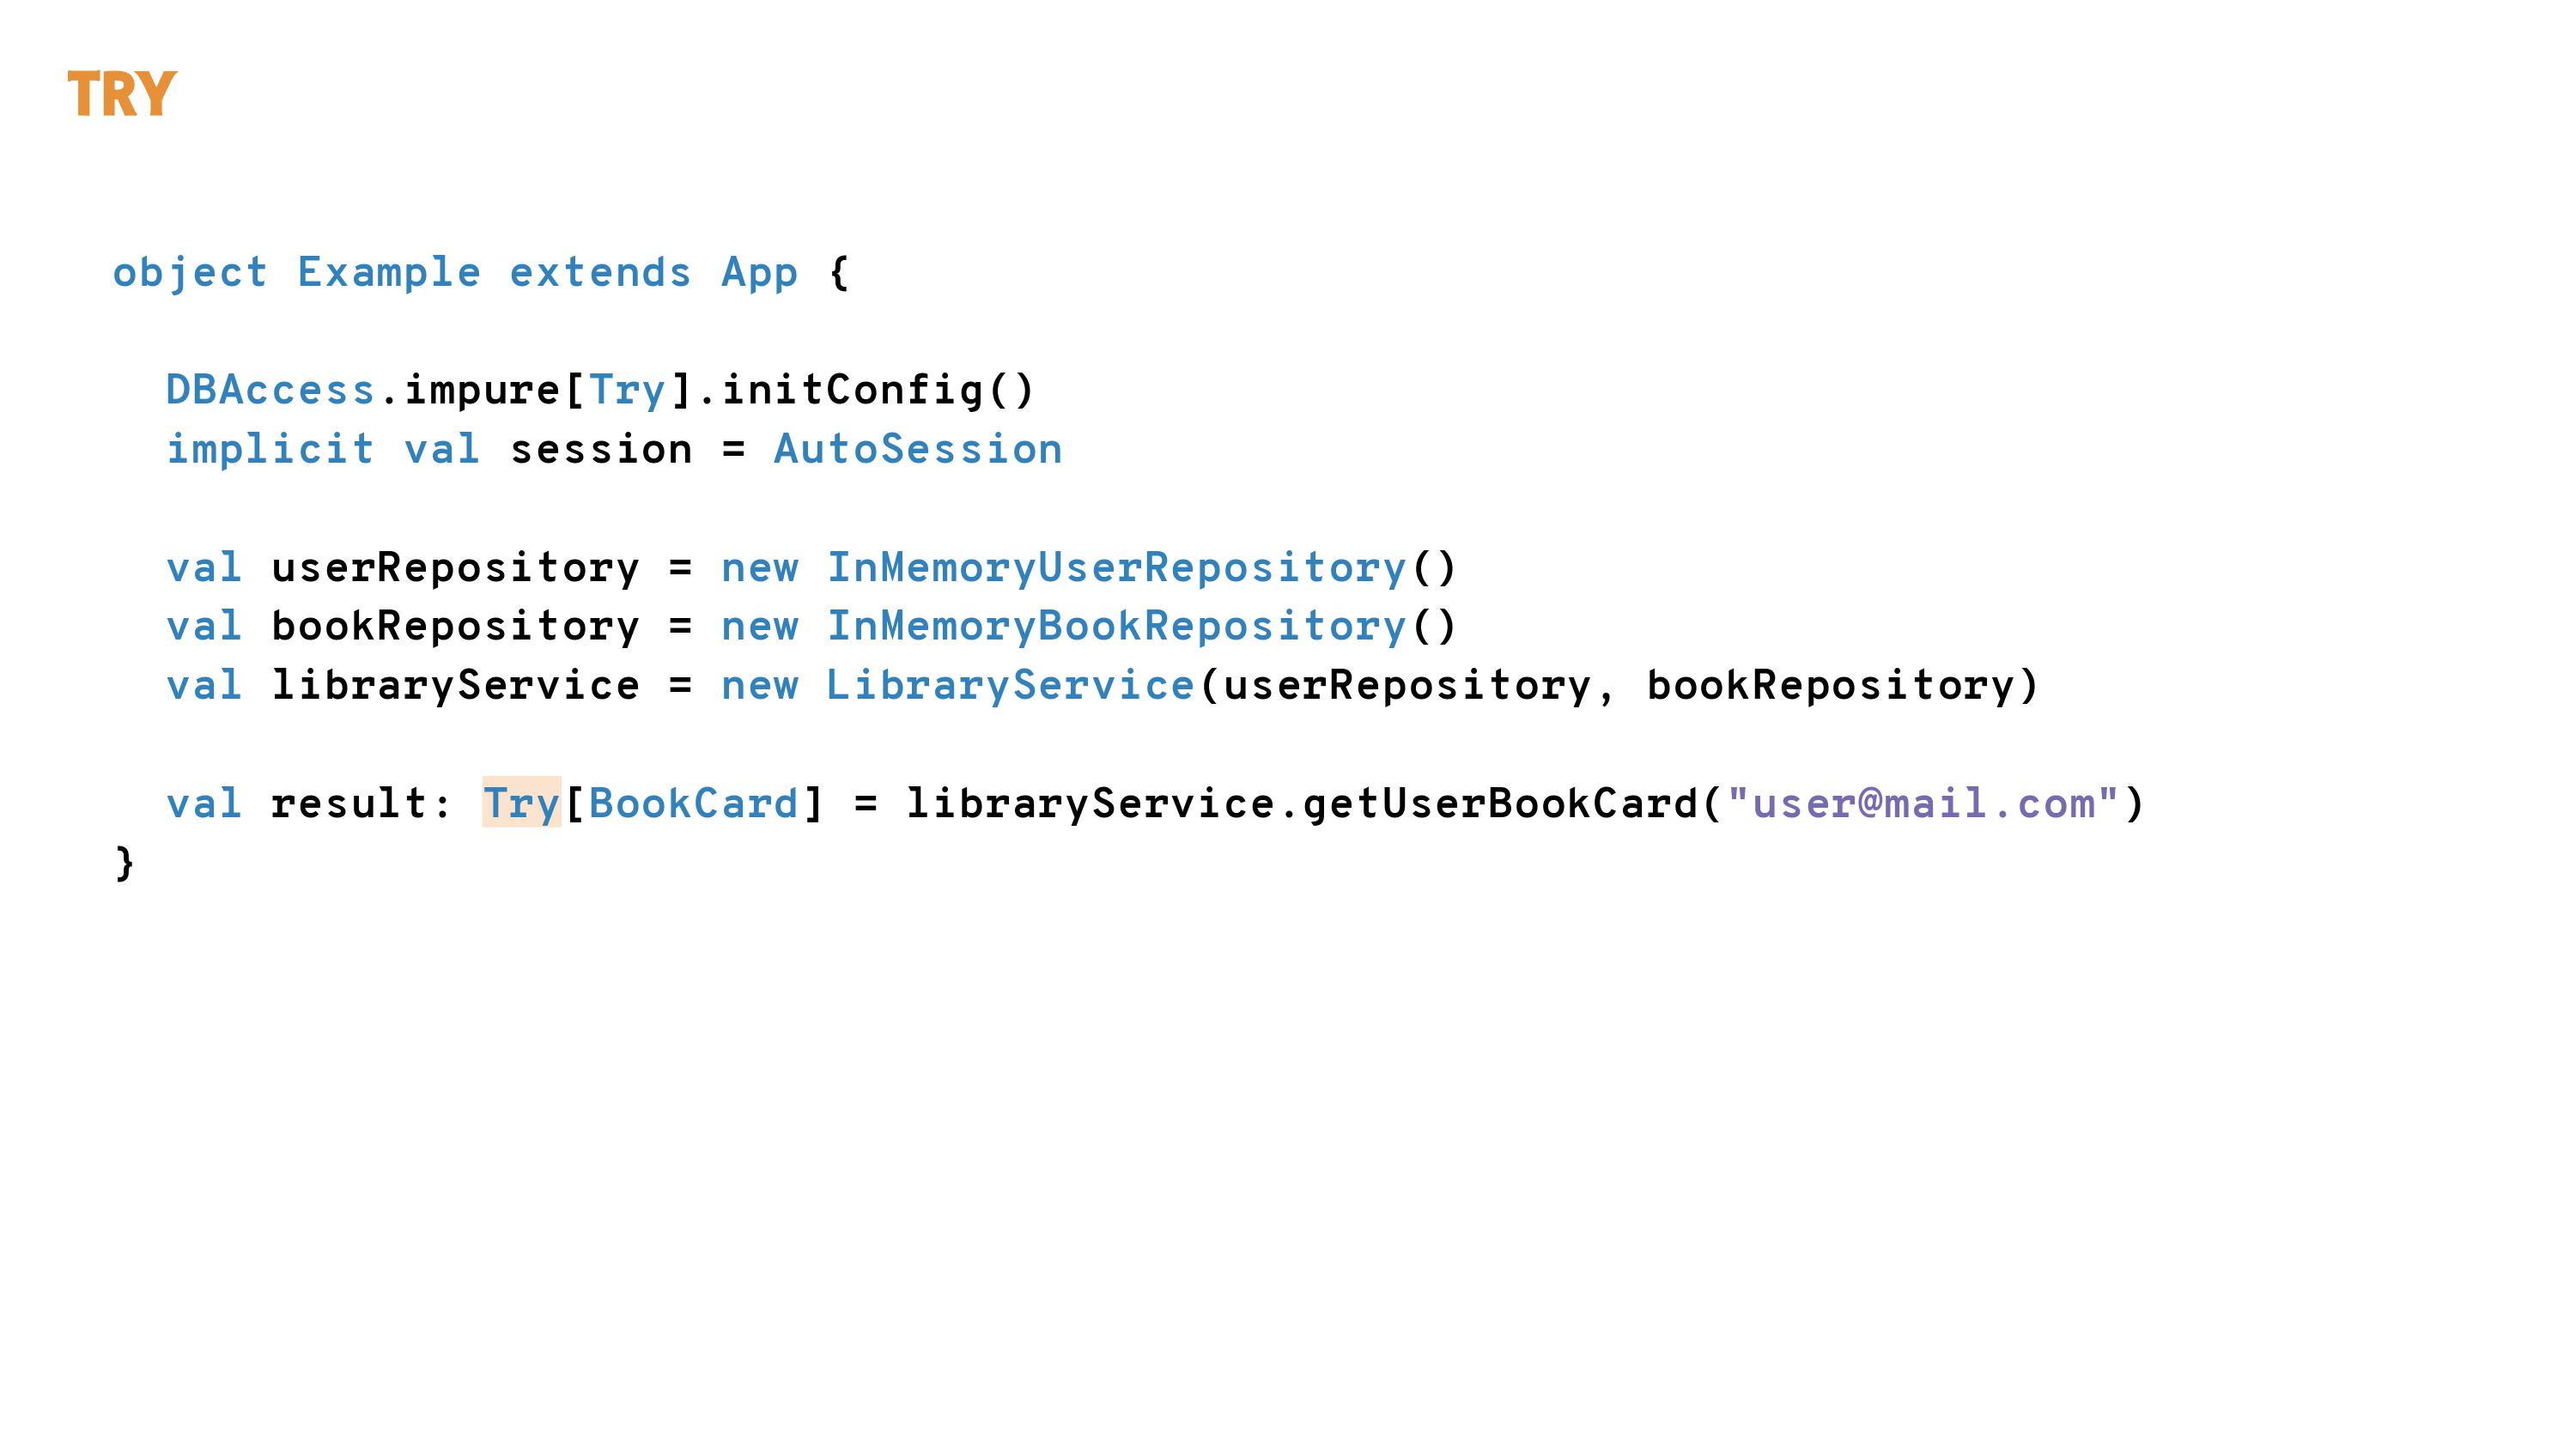 TRY
object Example extends App {
DBAccess.impure[Try].initConfig()
implicit val session = AutoSession
val userRepository = new InMemoryUserRepository()
val bookRepository = new InMemoryBookRepository()
val libraryService = new LibraryService(userRepository, bookRepository)
val result: Try[BookCard] = libraryService.getUserBookCard("user@mail.com")
}